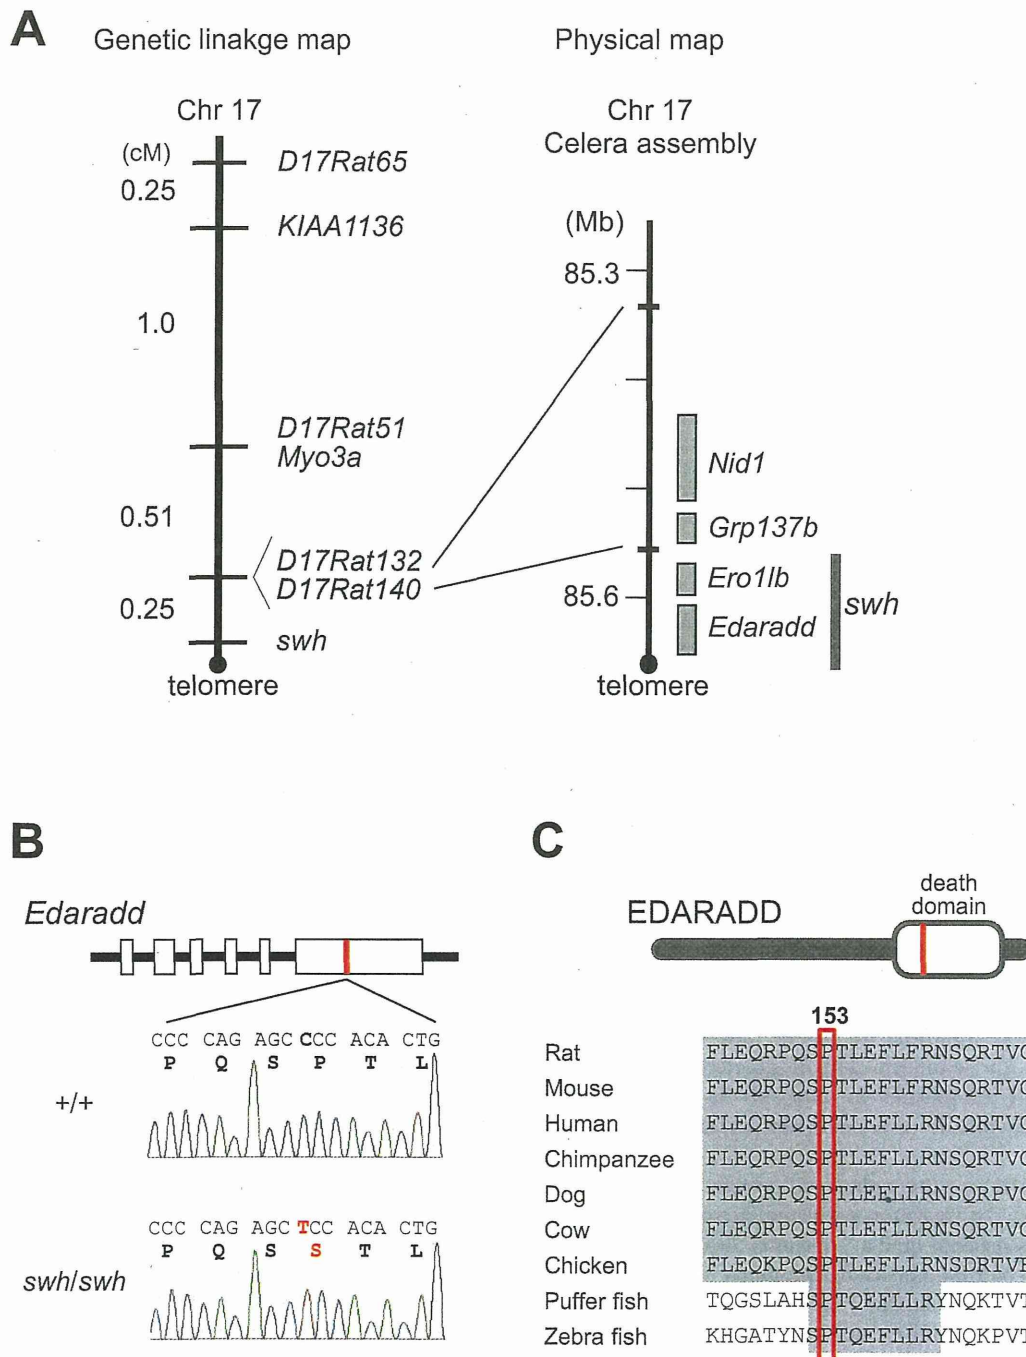 A
Genetic linakge map
Physical map
Chr 17
(cM)
0.25
1.0
0.51
0.25
D17Rat65
KIAA1136
D17Rat51
Myo3a
D17Rat132
D17Rat140
swh
telomere
Chr 17
Celera assembly
(Mb)
85.3
85.6
Nid1
Grp137b
Ero1lb
Edaradd
swh
telomere
B
Edaradd
CCC CAG AGC CCC ACA CTG
P Q S P T L
+/+
CCC CAG AGC TCC ACA CTG
P Q S S T L
swh/swh
C
EDARADD
death
domain
153
Rat FLEQRPQSPTLEFLFRNSQRTV
Mouse FLEQRPQSPTLEFLFRNSQRTV
Human FLEQRPQSPTLEFLLRNSQRTV
Chimpanzee FLEQRPQSPTLEFLLRNSQRTV
Dog FLEQRPQSPTLEFLLRNSQRPV
Cow FLEQRPQSPTLEFLLRNSQRTV
Chicken FLEQKPQSPTLEFLLRNSDRTV
Puffer fish TQGSLAHSPTQEFLLRYNQKTVT
Zebra fish KHGATYNSPTQEFLLRYNQKPVT